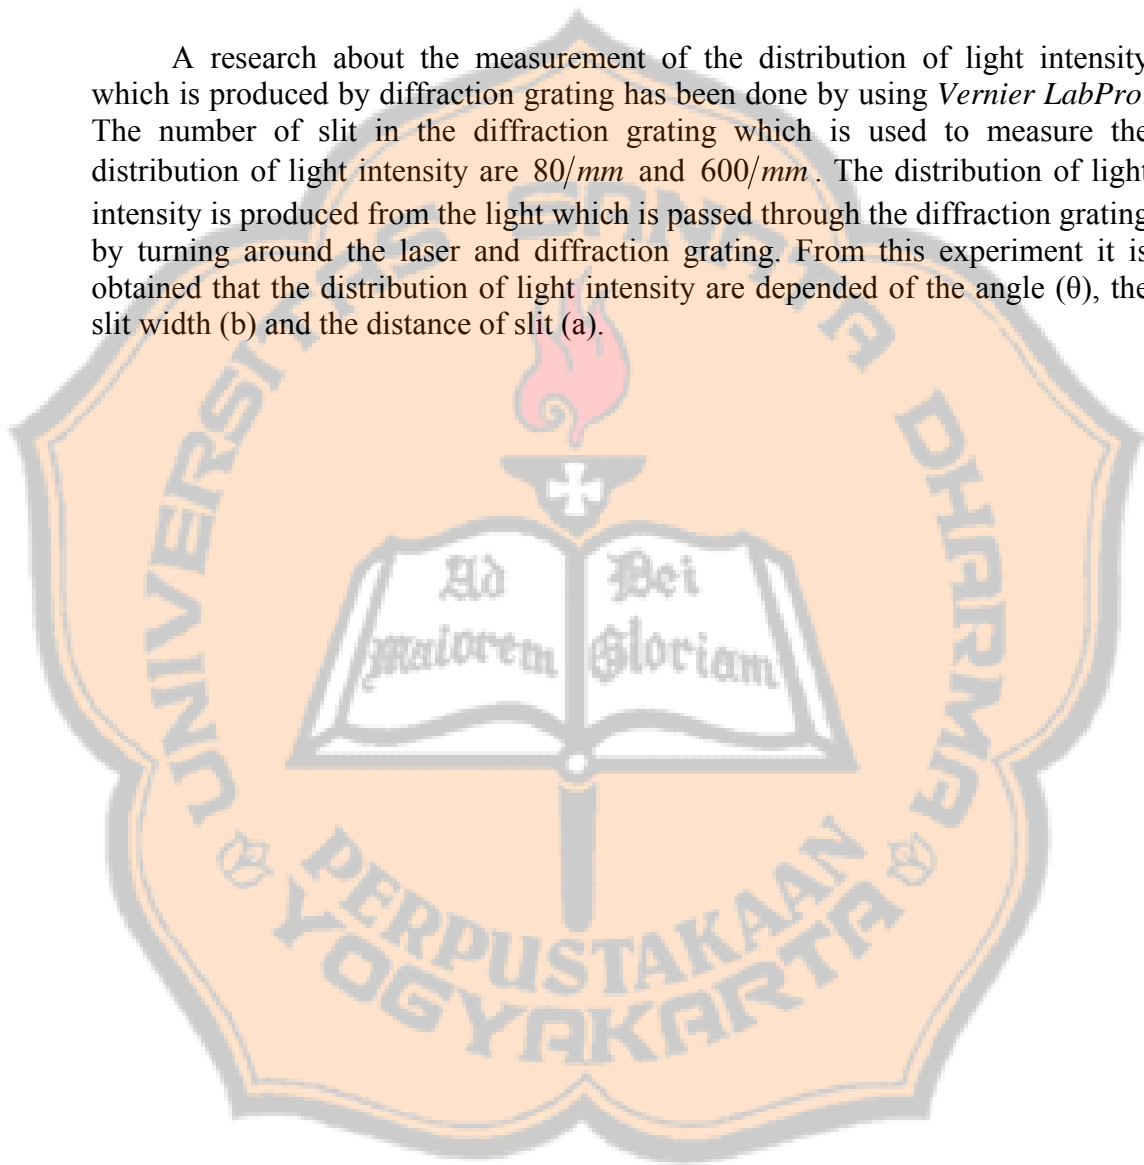 A research about the measurement of the distribution of light intensity
which is produced by diffraction grating has been done by using Vernier LabPro
The number of slit in the diffraction grating which is used to measure the
distribution of light intensity are 80/mm and 600/mm. The distribution of light
intensity is produced from the light which is passed through the diffraction grating
by turning around the laser and diffraction grating. From this experiment it is
obtained that the distribution of light intensity are depended of the angle (θ), the
slit width (b) and the distance of slit (a).
UNIVERSITAS SANATA DHARMA
Ad
Maiorem
Dei
Gloriam
PERPUSTAKAAN
YOGYAKARTA